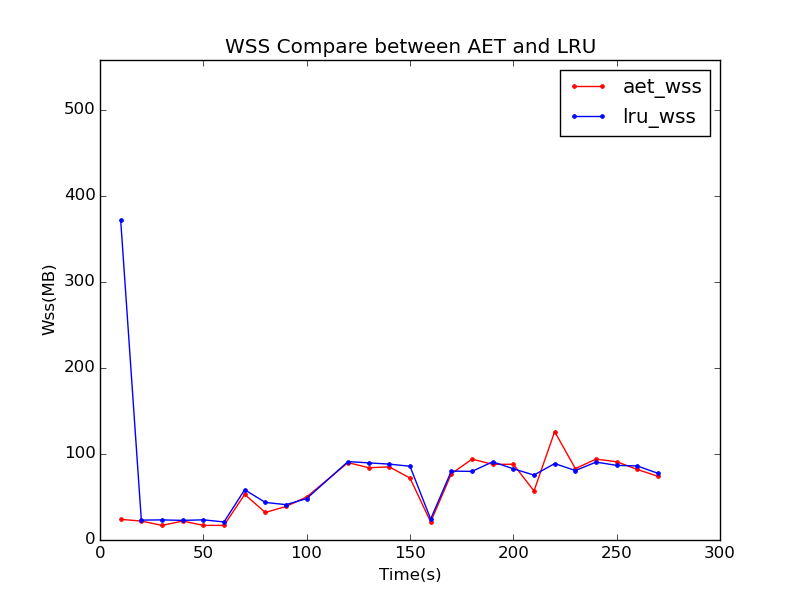 WSS Compare between AET and LRU
aet_wss
lru_wss
500
400
300
200
100
0
Wss(MB)
0 50 100 150 200 250 300
Time(s)